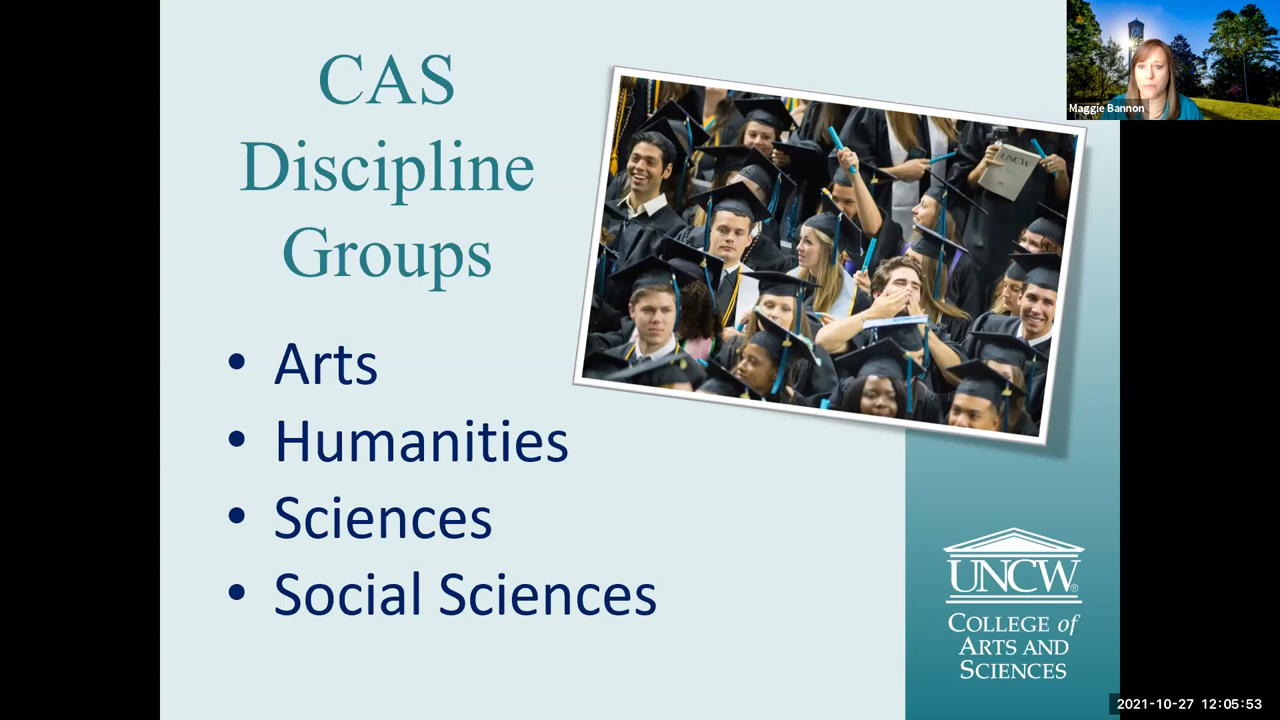 CAS
Discipline
Groups
• Arts
• Humanities
• Sciences
• Social Sciences
UNCW
Maggie Bannon
UNCW®
COLLEGE of
ARTS AND
SCIENCES
2021-10-27 12:05:53